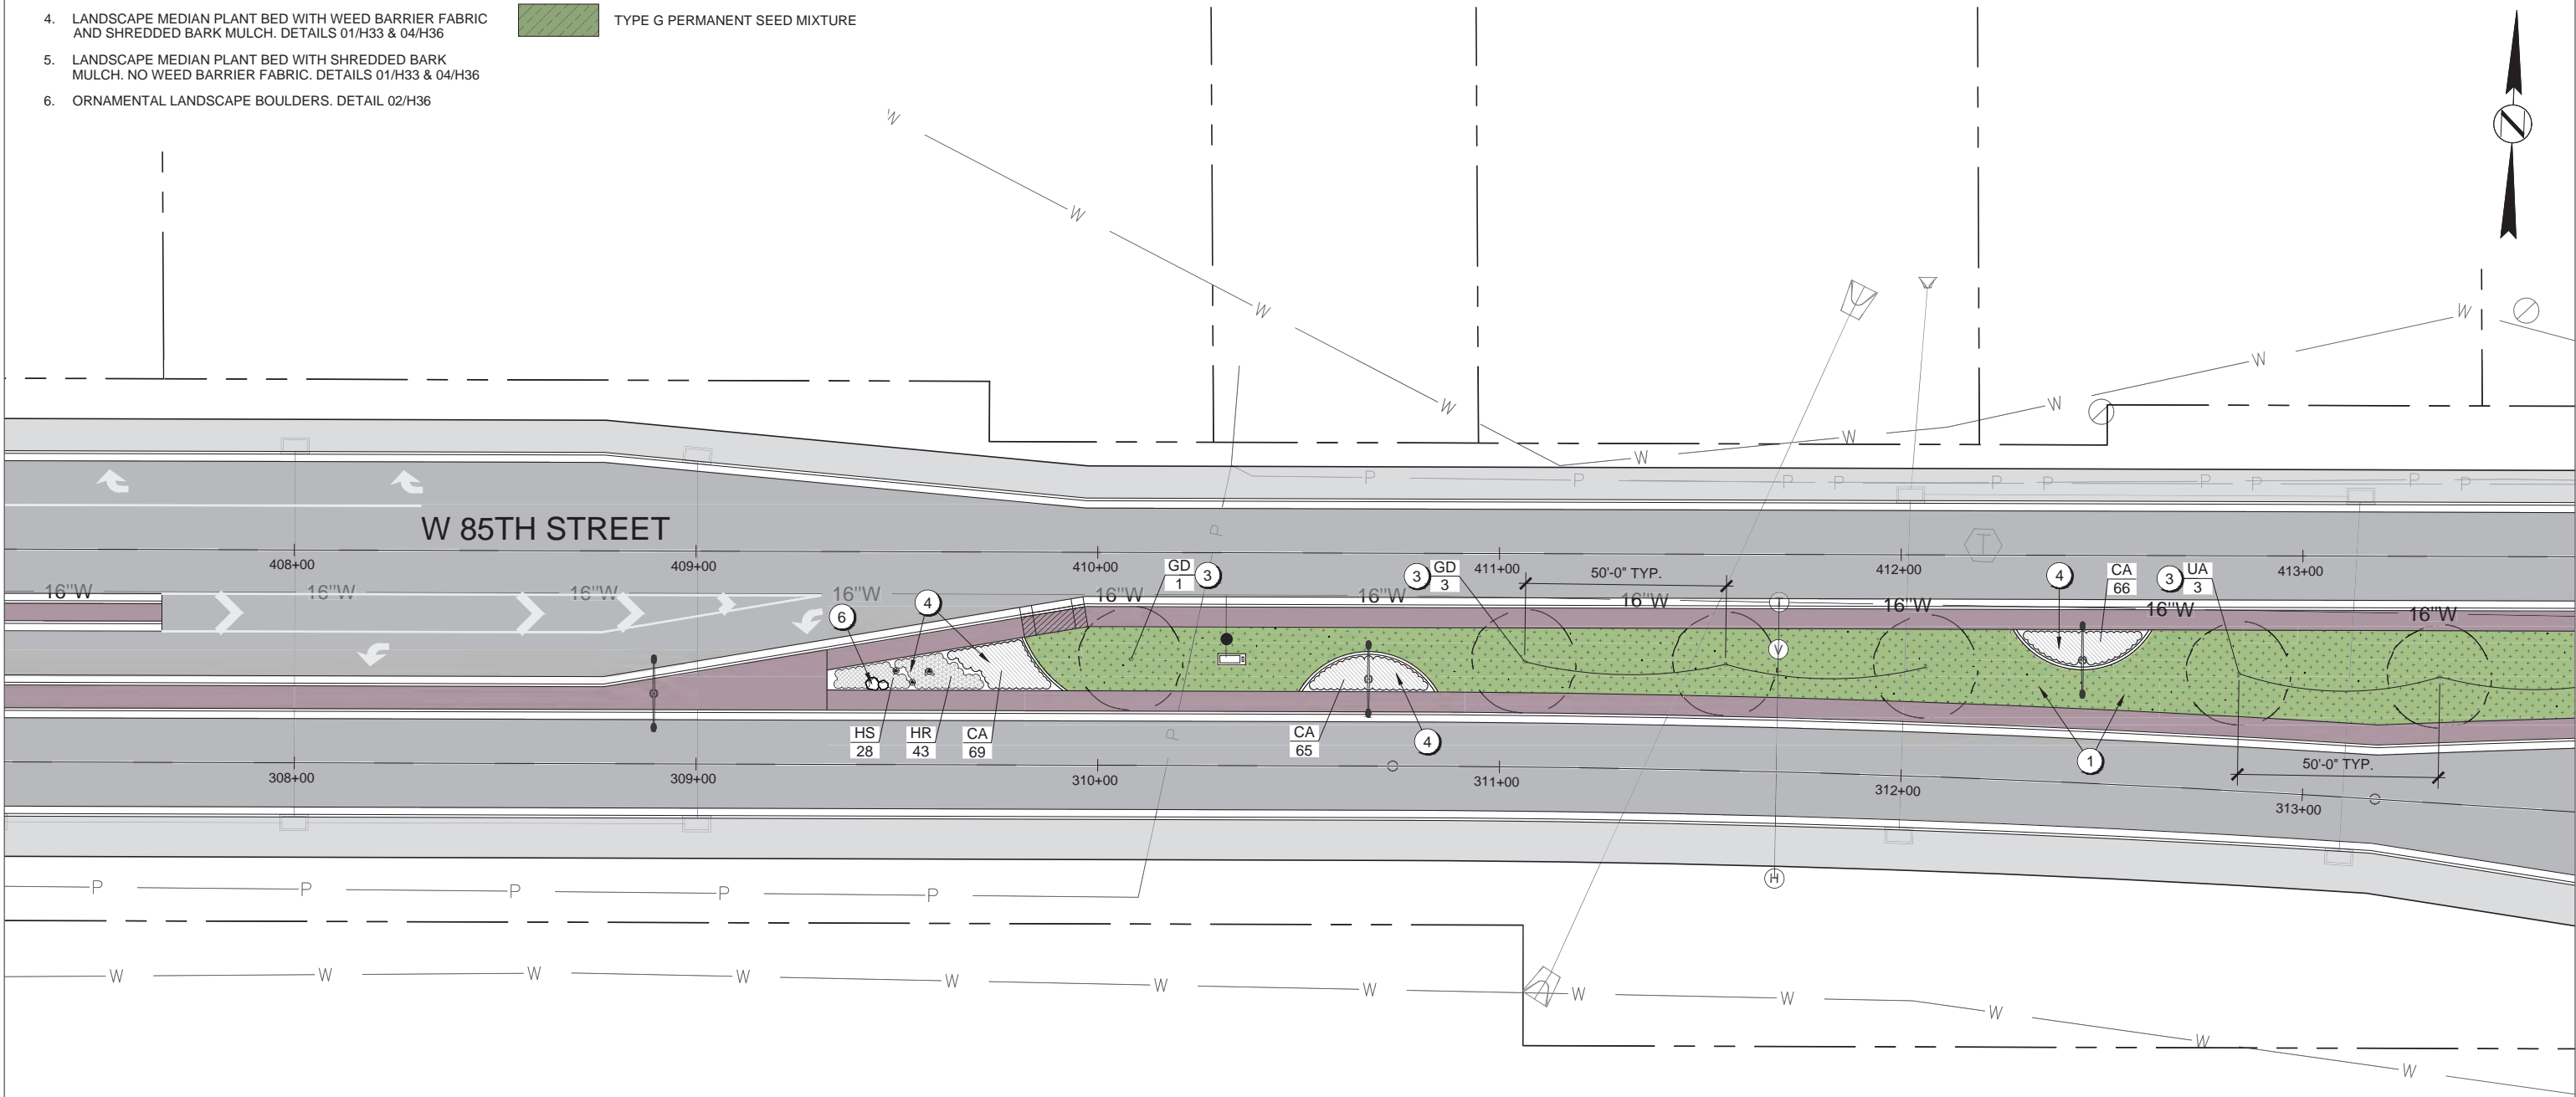 4. LANDSCAPE MEDIAN PLANT BED WITH WEED BARRIER FABRIC
AND SHREDDED BARK MULCH. DETAILS 01/H33 & 04/H36
5. LANDSCAPE MEDIAN PLANT BED WITH SHREDDED BARK
MULCH. NO WEED BARRIER FABRIC. DETAILS 01/H33 & 04/H36
6. ORNAMENTAL LANDSCAPE BOULDERS. DETAIL 02/H36
TYPE G PERMANENT SEED MIXTURE
N
W
W
W
W
W W W W W
P P P P P P P P P
W 85TH STREET
T
P
408+00 409+00 410+00 411+00 412+00 413+00
GD
1
3
3
GD
3
50'-0" TYP.
4
CA
66
3
UA
3
16"W 16"W 16"W 16"W 16"W 16"W 16"W 16"W 16"W 16"W
6
4
T
V
HS
28
HR
43
CA
69
P
CA
65
4
1
50'-0" TYP.
308+00 309+00 310+00 311+00 312+00 313+00
H
P P P P P
W W W W W W W W W W W W